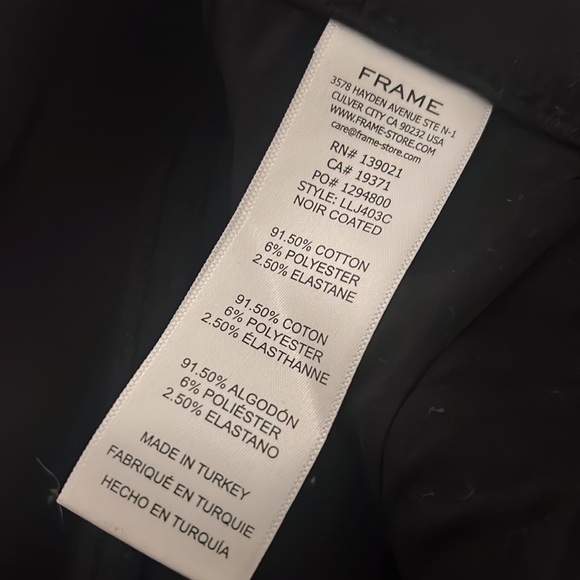 FRAME
3578 HAYDEN AVENUE STE N-1
CULVER CITY CA 90232 USA
WWW.FRAME-STORE.COM
care@frame-store.com
RN# 139021
CA# 19371
PO# 1294800
STYLE: LLJ403C
NOIR COATED
91.50% COTTON
6% POLYESTER
2.50% ELASTANE
91.50% COTON
6% POLYESTER
2.50% ÉLASTHANNE
91.50% ALGODÓN
6% POLIÉSTER
2.50% ELASTANO
MADE IN TURKEY
FABRIQUÉ EN TURQUIE
HECHO EN TURQUÍA